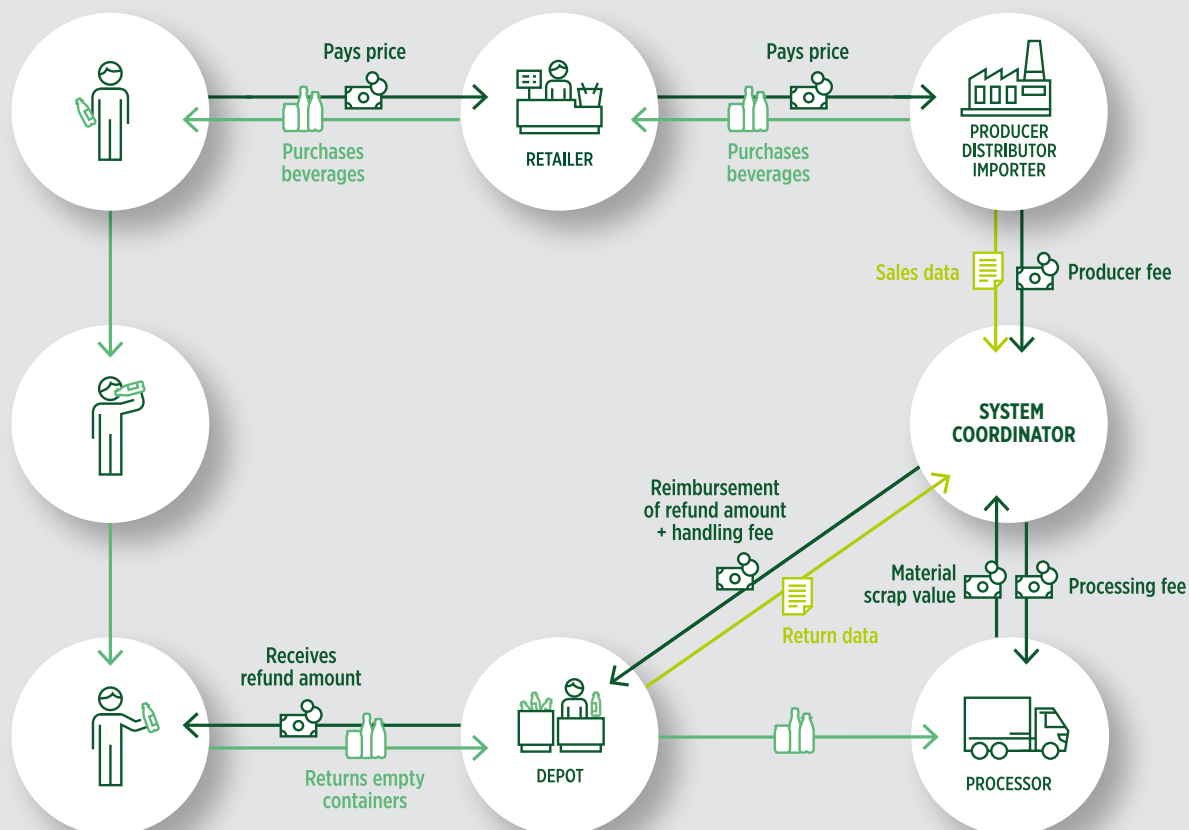 Pays price
Purchases
beverages
RETAILER
Pays price
Purchases
beverages
PRODUCER
DISTRIBUTOR
IMPORTER
Sales data
Producer fee
SYSTEM
COORDINATOR
Reimbursement
of refund amount
+ handling fee
Return data
Material
scrap value
Processing fee
Receives
refund amount
Returns empty
containers
DEPOT
PROCESSOR